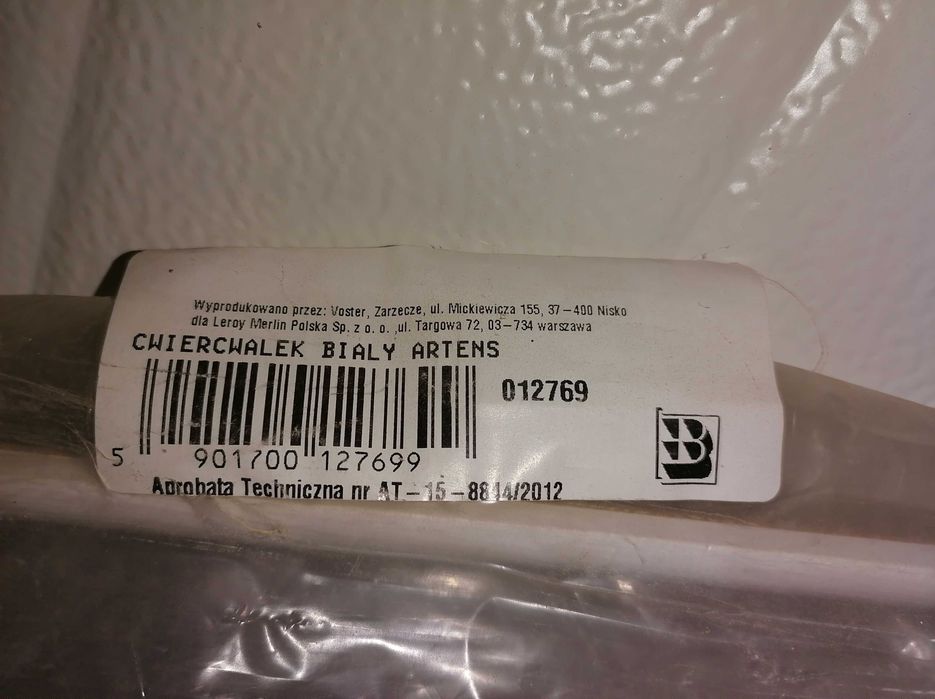 Wyprodukowano przez: Voster, Zarzecze, ul. Mickiewicza 155, 37-400 Nisko
dla Leroy Merlin Polska Sp. z o. o. ,ul. Targowa 72, 03-734 warszawa
CWIERCWALEK BIALY ARTENS
012769
5 901700 127699
Aprobata Techniczna nr AT-15-8844/2012
B